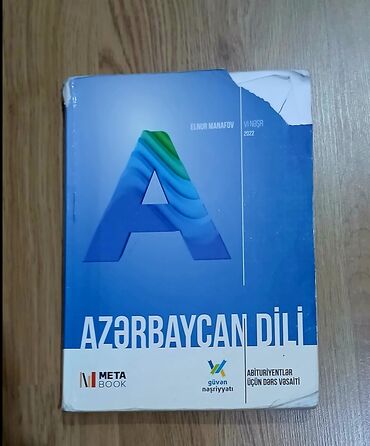 ELNUR MANAFOV
VI NƏŞR
2022
A
AZƏRBAYCAN DİLİ
META
BOOK
güvən
nəşriyyatı
ABİTURİYENTLƏR
ÜÇÜN DƏRS VƏSAİTİ